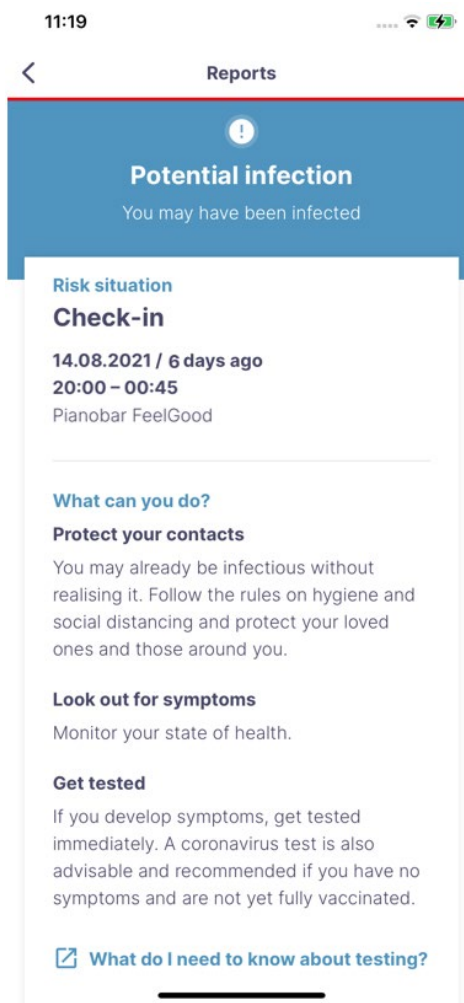 11:19
Reports
Potential infection
You may have been infected
Risk situation
Check-in
14.08.2021 / 6 days ago
20:00 – 00:45
Pianobar FeelGood
What can you do?
Protect your contacts
You may already be infectious without
realising it. Follow the rules on hygiene and
social distancing and protect your loved
ones and those around you.
Look out for symptoms
Monitor your state of health.
Get tested
If you develop symptoms, get tested
immediately. A coronavirus test is also
advisable and recommended if you have no
symptoms and are not yet fully vaccinated.
What do I need to know about testing?